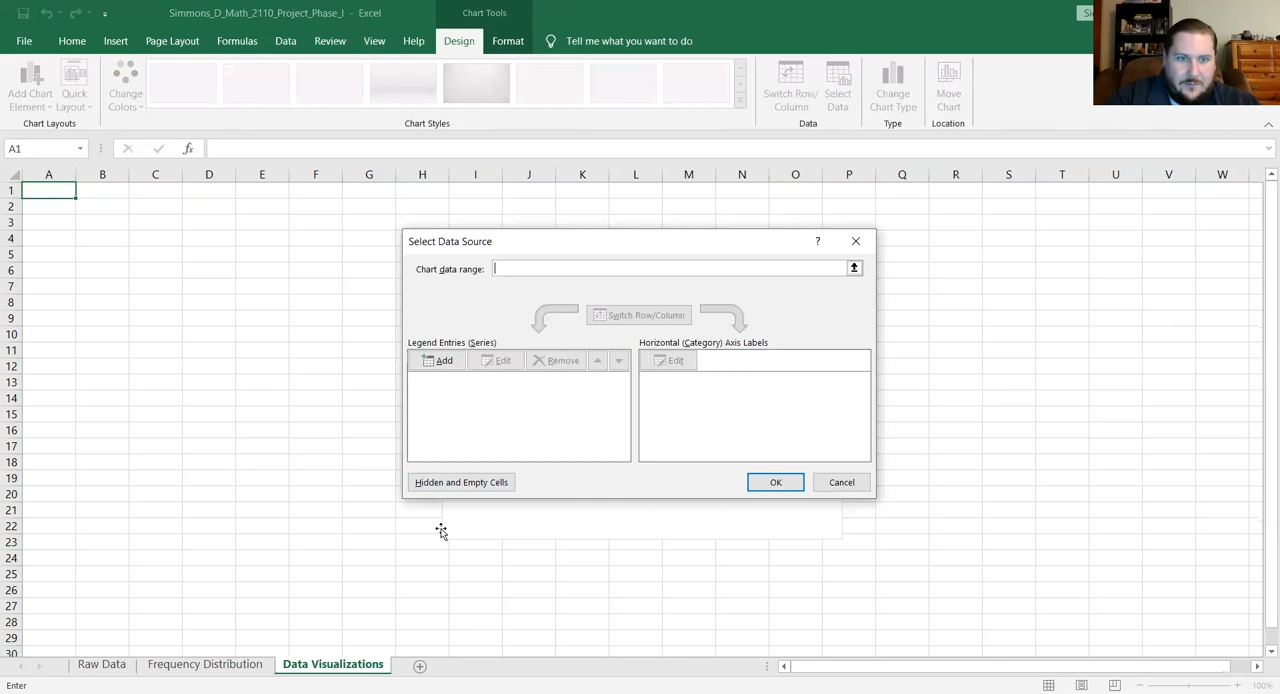 Simmons_D_Math_2110_Project_Phase_I - Excel
Chart Tools
File Home Insert Page Layout Formulas Data Review View Help Design Format Tell me what you want to do
Add Chart Element
Quick Layout
Change Colors
Switch Row/ Column
Select Data
Change Chart Type
Move Chart
Chart Layouts
Chart Styles
Data
Type
Location
A1
fx
A B C D E F G H I J K L M N O P Q R S T U V W
1
2
3
4
5
6
7
8
9
10
11
12
13
14
15
16
17
18
19
20
21
22
23
24
25
26
27
28
29
30
Select Data Source
?
Chart data range:
Switch Row/Column
Legend Entries (Series)
Horizontal (Category) Axis Labels
Add Edit Remove
Edit
Hidden and Empty Cells
OK
Cancel
Raw Data
Frequency Distribution
Data Visualizations
Enter
100%